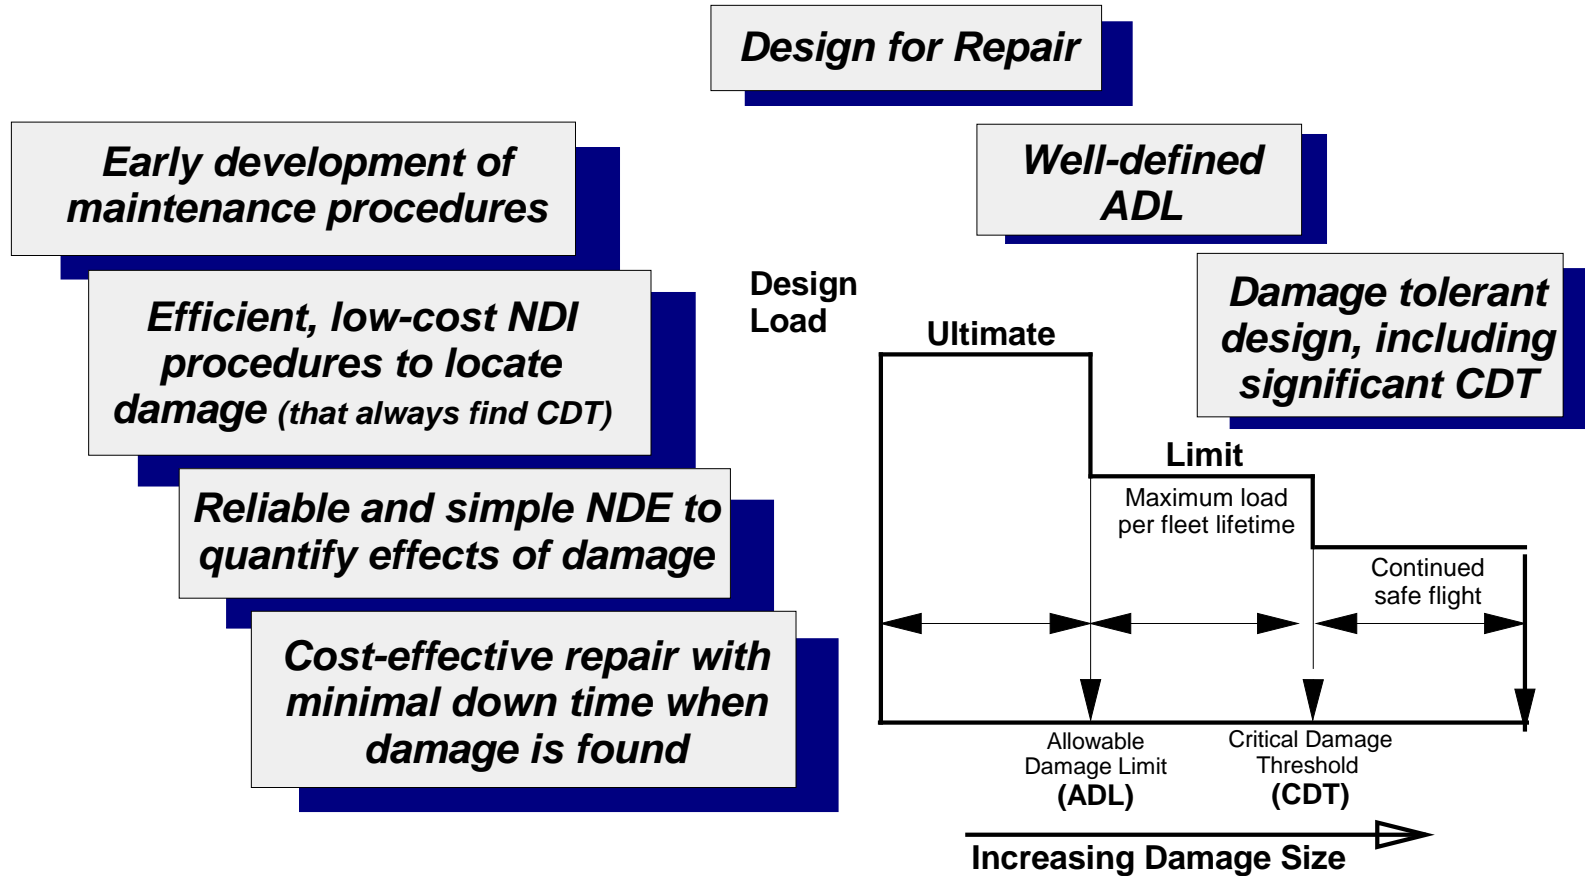 Design for Repair
Early development of
maintenance procedures
Efficient, low-cost NDI
procedures to locate
damage (that always find CDT)
Reliable and simple NDE to
quantify effects of damage
Cost-effective repair with
minimal down time when
damage is found
Well-defined
ADL
Damage tolerant
design, including
significant CDT
Design
Load
Ultimate
Limit
Maximum load
per fleet lifetime
Continued
safe flight
Allowable
Damage Limit
(ADL)
Critical Damage
Threshold
(CDT)
Increasing Damage Size